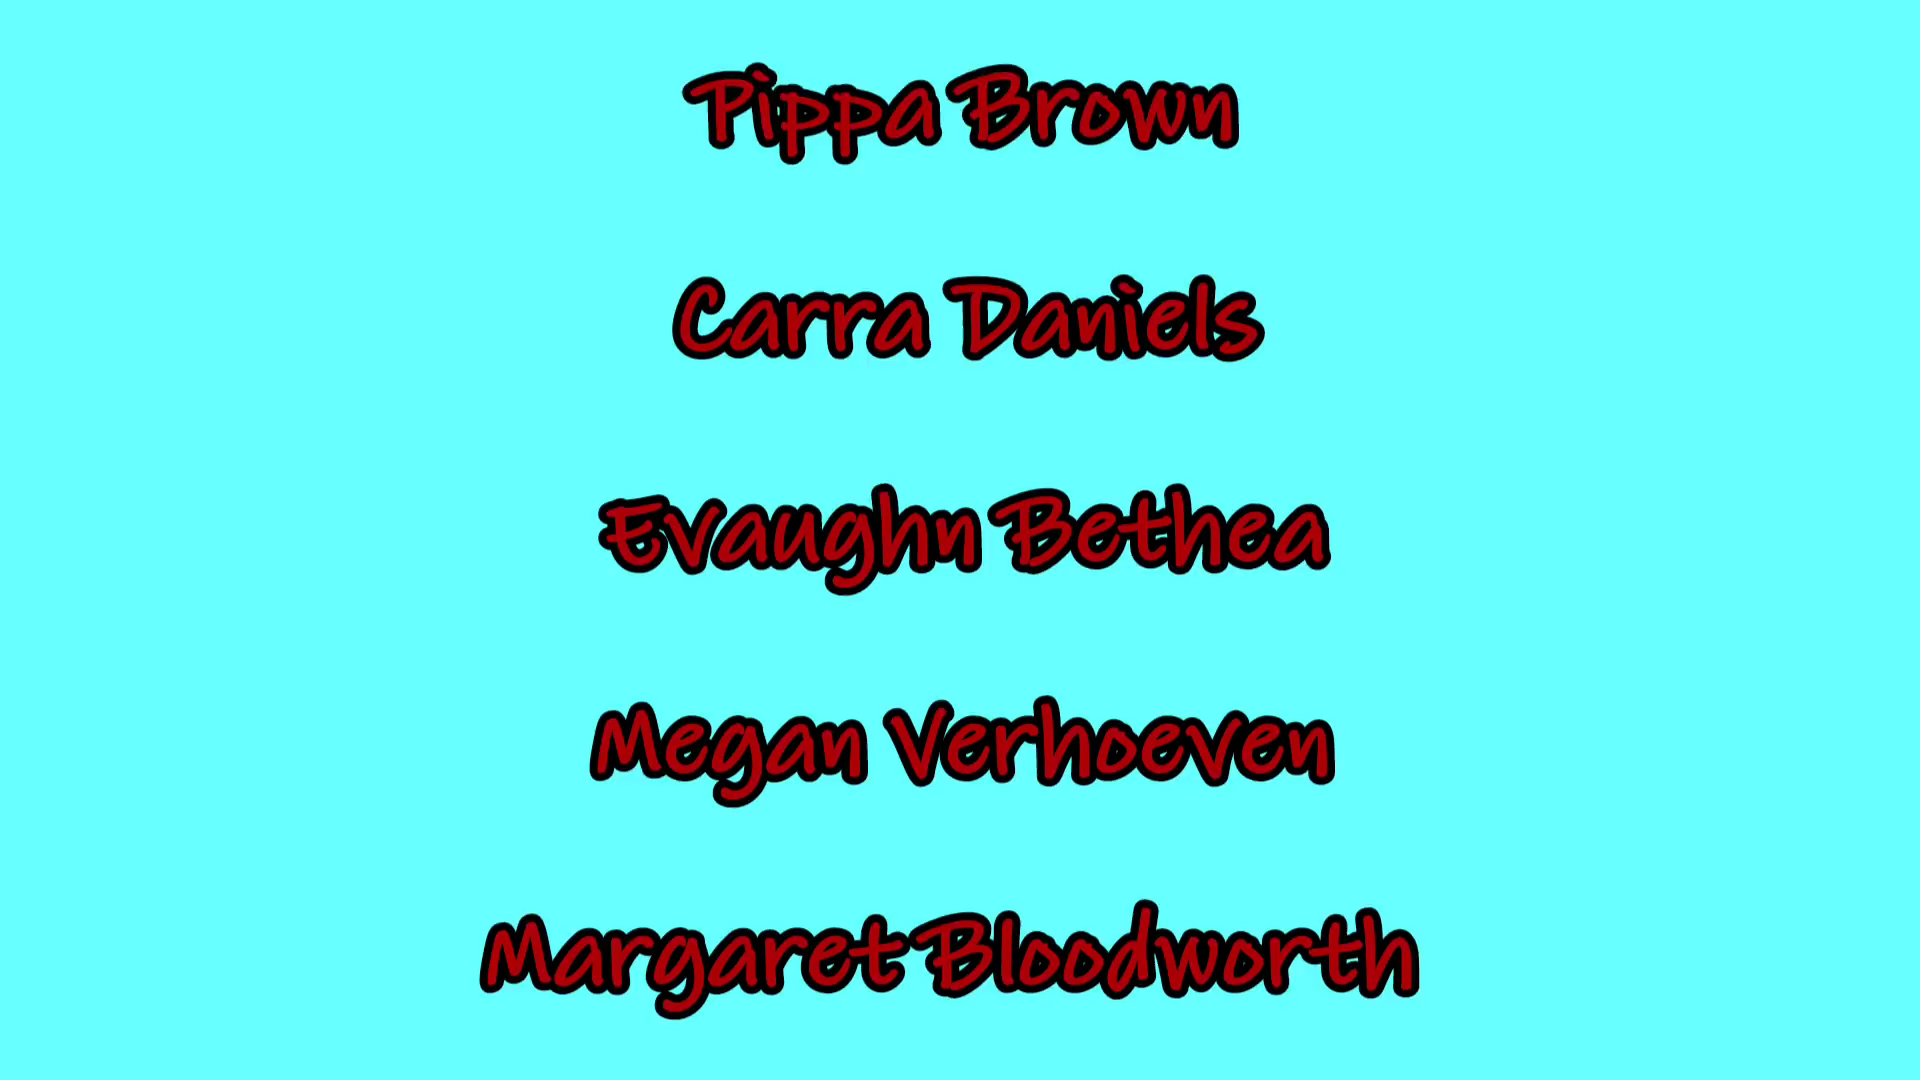 Pippa Brown
Carra Daniels
Evaughn Bethea
Megan Verhoeven
Margaret Bloodworth